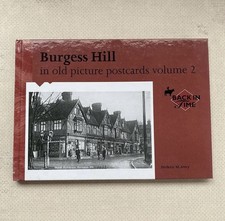 Burgess Hill
in old picture postcards volume 2
BACK IN
TIME